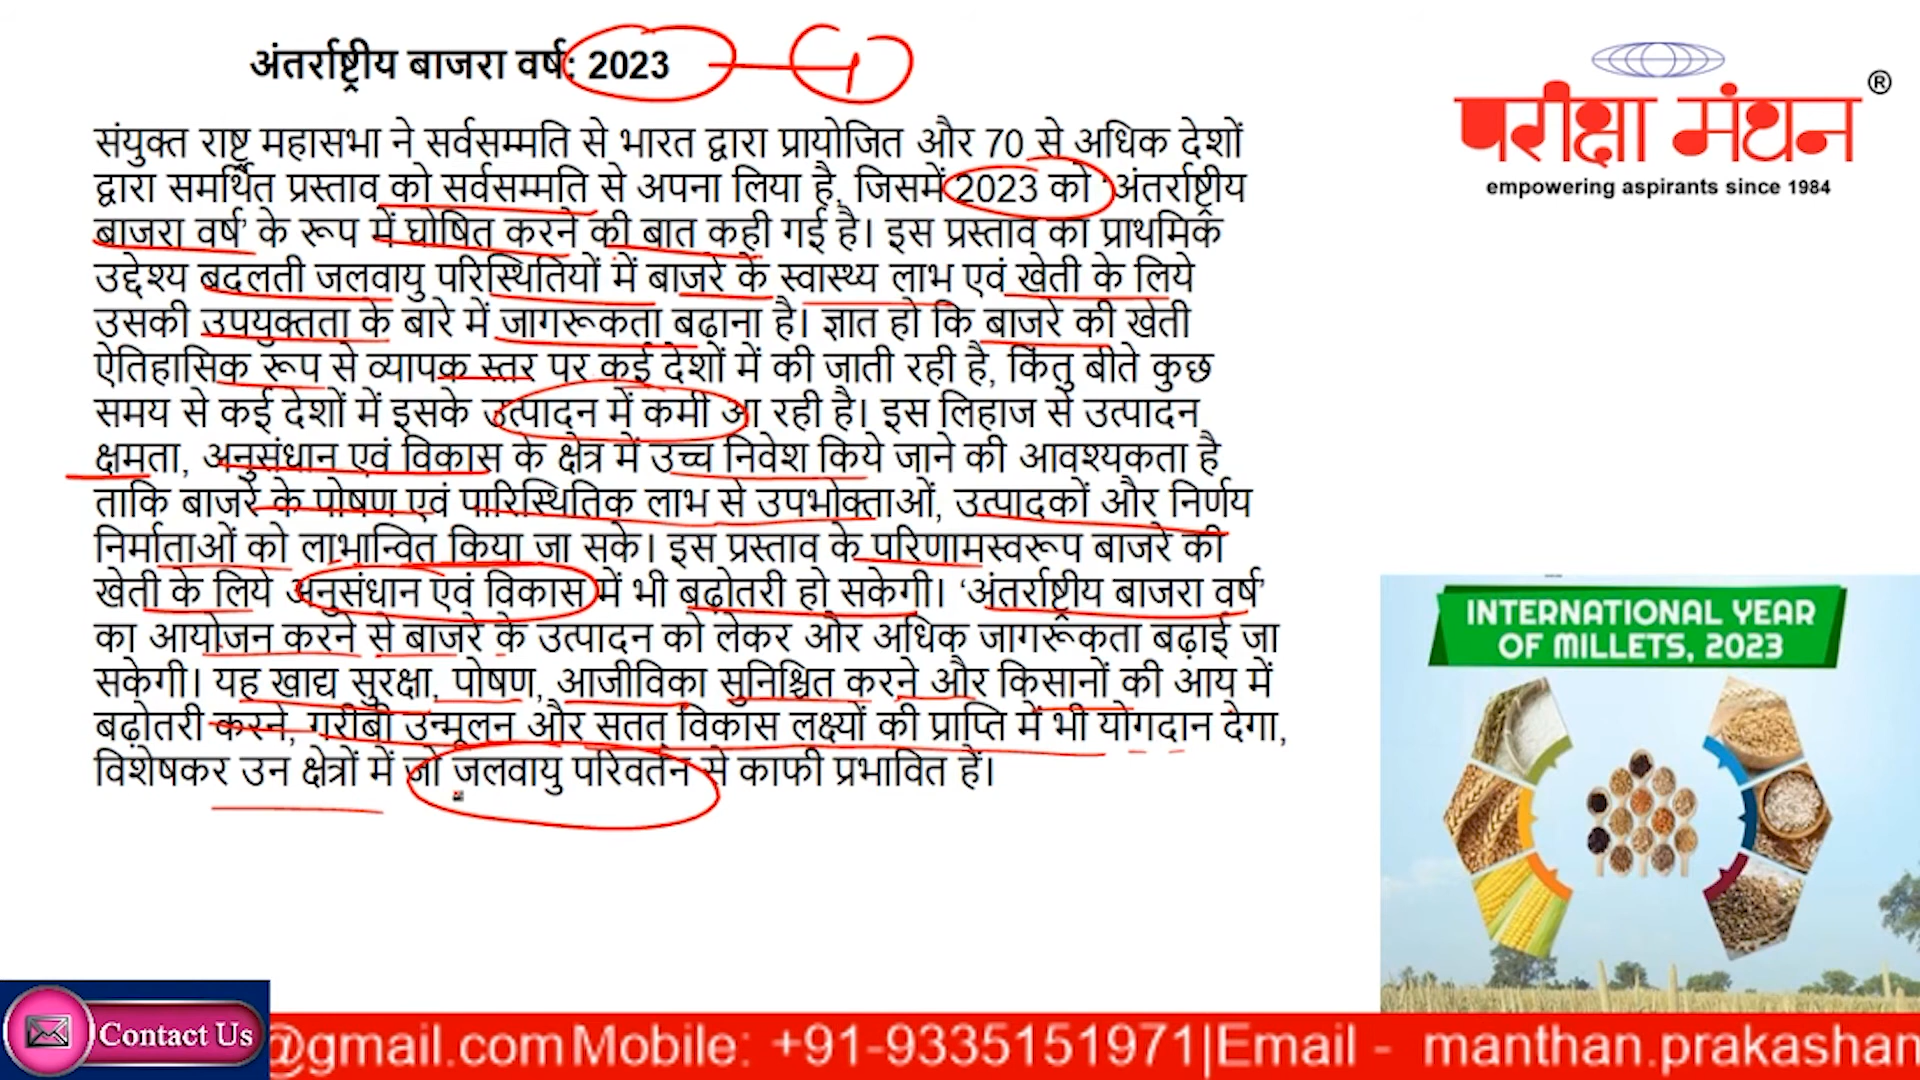 अंतर्राष्ट्रीय बाजरा वर्ष: 2023
परीक्षा मंथन ®
empowering aspirants since 1984
संयुक्त राष्ट्र महासभा ने सर्वसम्मति से भारत द्वारा प्रायोजित और 70 से अधिक देशों
द्वारा समर्थित प्रस्ताव को सर्वसम्मति से अपना लिया है, जिसमें 2023 को 'अंतर्राष्ट्रीय
बाजरा वर्ष' के रूप में घोषित करने की बात कही गई है। इस प्रस्ताव का प्राथमिक
उद्देश्य बदलती जलवायु परिस्थितियों में बाजरे के स्वास्थ्य लाभ एवं खेती के लिये
उसकी उपयुक्तता के बारे में जागरूकता बढ़ाना है। ज्ञात हो कि बाजरे की खेती
ऐतिहासिक रूप से व्यापक स्तर पर कई देशों में की जाती रही है, किंतु बीते कुछ
समय से कई देशों में इसके उत्पादन में कमी आ रही है। इस लिहाज से उत्पादन
क्षमता, अनुसंधान एवं विकास के क्षेत्र में उच्च निवेश किये जाने की आवश्यकता है
ताकि बाजरे के पोषण एवं पारिस्थितिक लाभ से उपभोक्ताओं, उत्पादकों और निर्णय
निर्माताओं को लाभान्वित किया जा सके। इस प्रस्ताव के परिणामस्वरूप बाजरे की
खेती के लिये अनुसंधान एवं विकास में भी बढ़ोतरी हो सकेगी। ‘अंतर्राष्ट्रीय बाजरा वर्ष’
का आयोजन करने से बाजरे के उत्पादन को लेकर और अधिक जागरूकता बढ़ाई जा
सकेगी। यह खाद्य सुरक्षा, पोषण, आजीविका सुनिश्चित करने और किसानों की आय में
बढ़ोतरी करने, गरीबी उन्मूलन और सतत विकास लक्ष्यों की प्राप्ति में भी योगदान देगा,
विशेषकर उन क्षेत्रों में जो जलवायु परिवर्तन से काफी प्रभावित हैं।
INTERNATIONAL YEAR
OF MILLETS, 2023
Contact Us
@gmail.com Mobile: +91-9335151971|Email - manthan.prakashan